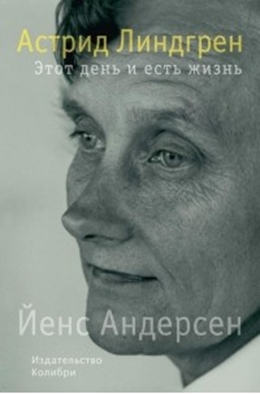 Астрид Линдгрен
Этот день и есть жизнь
Йенс Андерсен
Издательство
Колибри